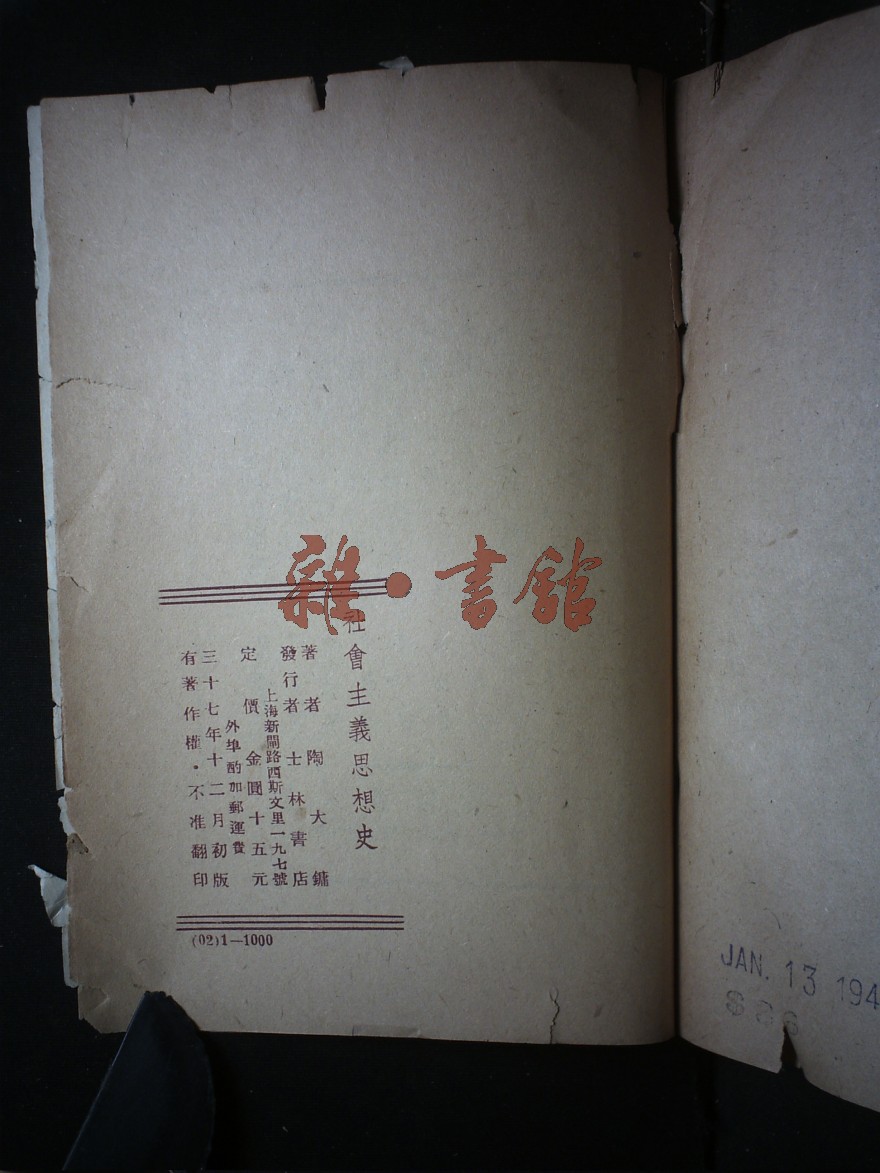 雜·書館
社會主義思想史
著者 陶大鏞
發行者 士林書店
上海新閘路西斯文里一九七號
定價 金圓十五元
外埠酌加郵運費
三十七年十二月初版
有著作權·不准翻印
(02)1—1000
JAN. 13 194